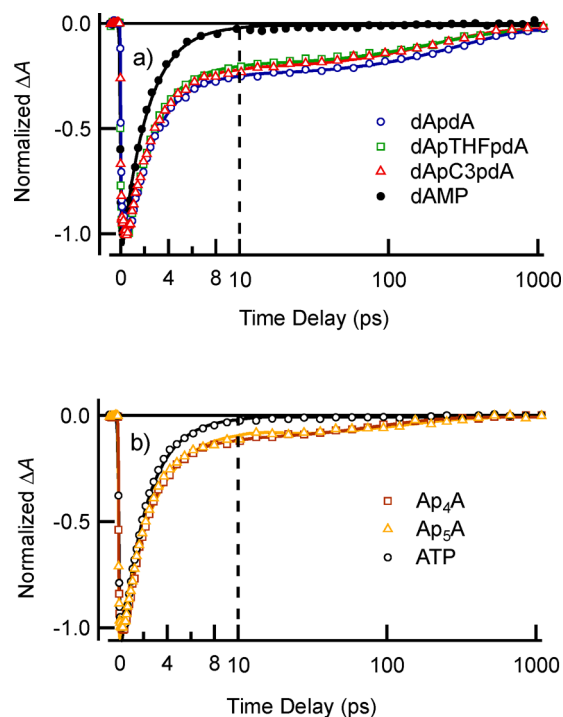 0.0
-0.5
-1.0
Normalized ΔA
a)
dApdA
dApTHFpdA
dApC3pdA
dAMP
0 4 8 10 100 1000
Time Delay (ps)
0.0
-0.5
-1.0
Normalized ΔA
b)
Ap₄A
Ap₅A
ATP
0 4 8 10 100 1000
Time Delay (ps)